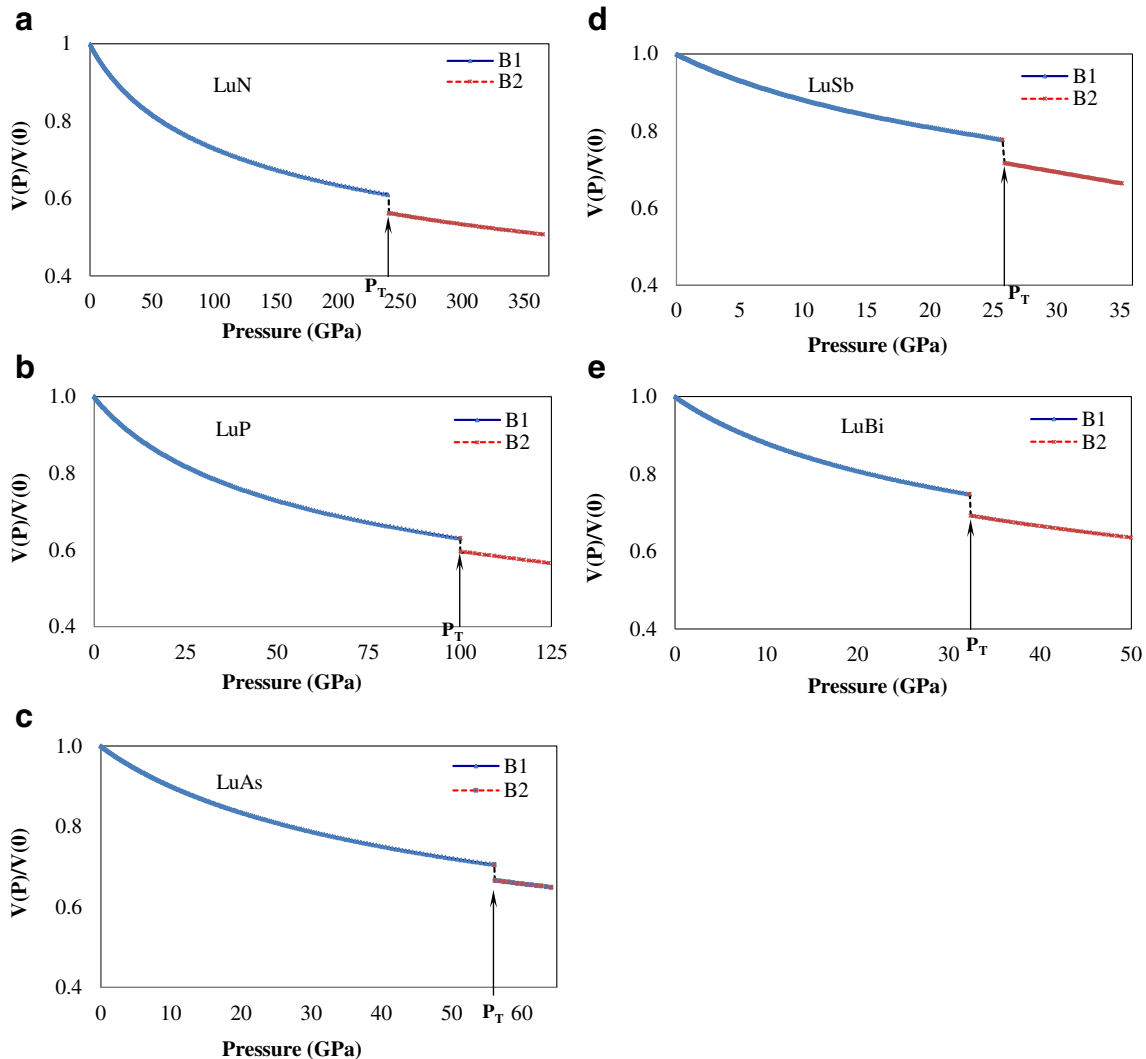 a
1
0.8
0.6
0.4
V(P)/V(0)
LuN
B1
B2
P_T
0 50 100 150 200 250 300 350
Pressure (GPa)
b
1.0
0.8
0.6
0.4
V(P)/V(0)
LuP
B1
B2
P_T
0 25 50 75 100 125
Pressure (GPa)
c
1.0
0.8
0.6
0.4
V(P)/V(0)
LuAs
B1
B2
0 10 20 30 40 50 P_T 60
Pressure (GPa)
d
1.0
0.8
0.6
0.4
V(P)/V(0)
LuSb
B1
B2
P_T
0 5 10 15 20 25 30 35
Pressure (GPa)
e
1.0
0.8
0.6
0.4
V(P)/V(0)
LuBi
B1
B2
P_T
0 10 20 30 40 50
Pressure (GPa)